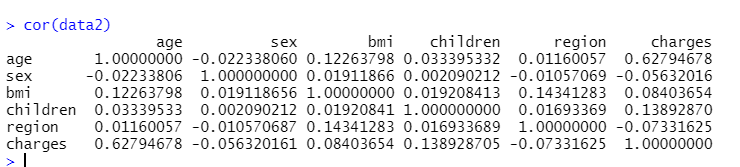 > cor(data2)
age sex bmi children region charges
age 1.00000000 -0.022338060 0.12263798 0.033395332 0.01160057 0.62794678
sex -0.02233806 1.000000000 0.01911866 0.002090212 -0.01057069 -0.05632016
bmi 0.12263798 0.019118656 1.00000000 0.019208413 0.14341283 0.08403654
children 0.03339533 0.002090212 0.01920841 1.000000000 0.01693369 0.13892870
region 0.01160057 -0.010570687 0.14341283 0.016933689 1.00000000 -0.07331625
charges 0.62794678 -0.056320161 0.08403654 0.138928705 -0.07331625 1.00000000
>